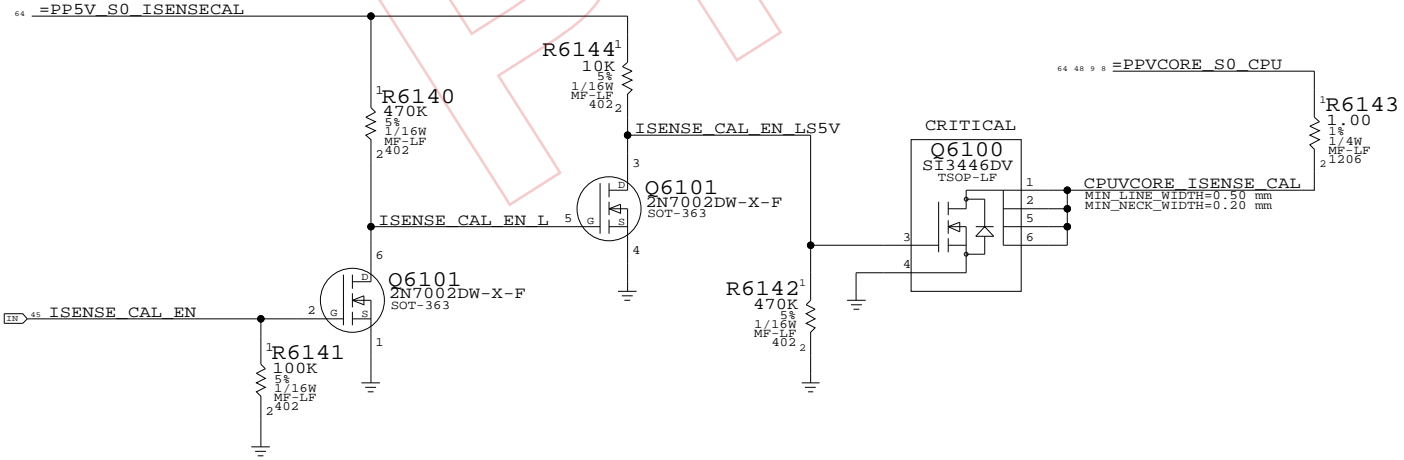 64 =PP5V_S0_ISENSECAL
1
R6140
470K
5%
1/16W
MF-LF
402
2
R6144
1
10K
5%
1/16W
MF-LF
402
2
ISENSE_CAL_EN_LS5V
3
D
Q6101
2N7002DW-X-F
SOT-363
ISENSE_CAL_EN_L 5
G
S
4
6
D
Q6101
2N7002DW-X-F
SOT-363
IN 45 ISENSE_CAL_EN 2
G
S
1
1
R6141
100K
5%
1/16W
MF-LF
402
2
R6142
1
470K
5%
1/16W
MF-LF
402
2
CRITICAL
Q6100
SI3446DV
TSOP-LF
3
4
1
2
5
6
CPUVCORE_ISENSE_CAL
MIN_LINE_WIDTH=0.50 mm
MIN_NECK_WIDTH=0.20 mm
64 48 9 8 =PPVCORE_S0_CPU
1
R6143
1.00
1%
1/4W
MF-LF
1206
2